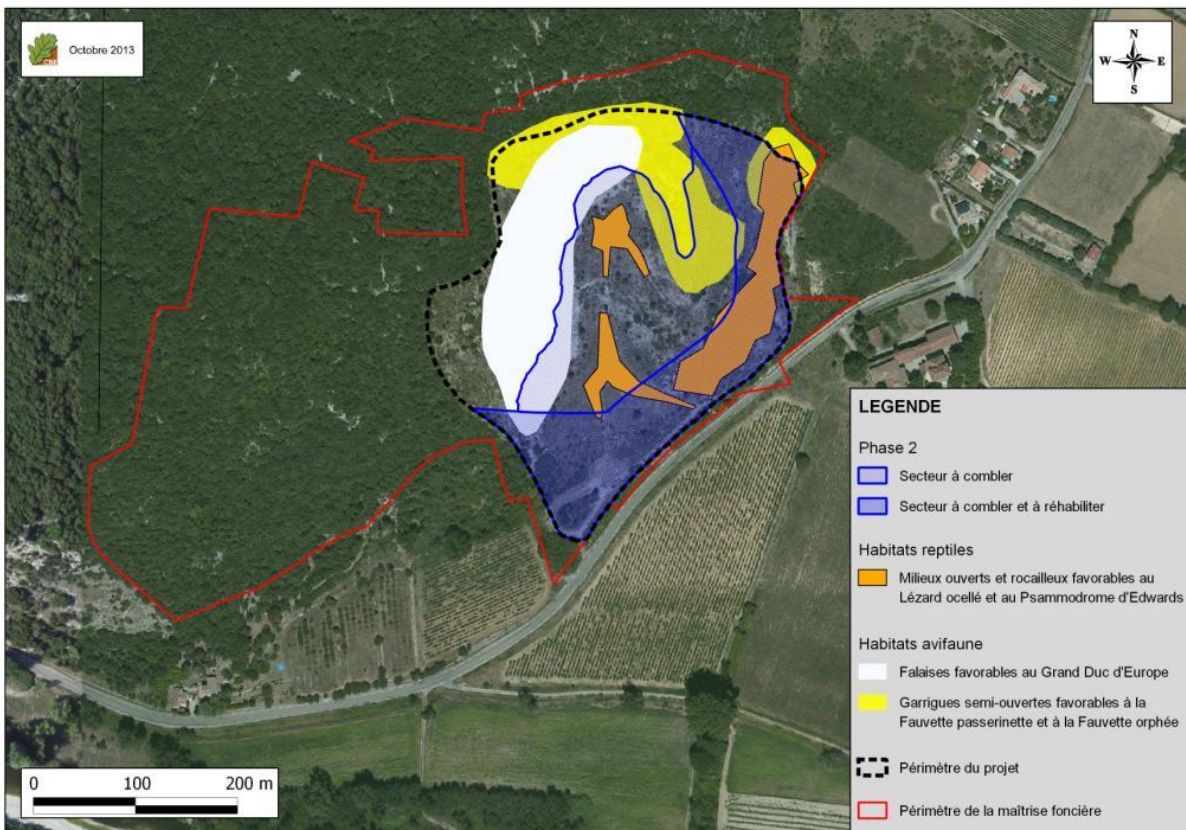 Octobre 2013
N
W E
S
LEGENDE
Phase 2
Secteur à combler
Secteur à combler et à réhabiliter
Habitats reptiles
Milieux ouverts et rocailleux favorables au
Lézard ocellé et au Psammodrome d'Edwards
Habitats avifaune
Falaises favorables au Grand Duc d'Europe
Garrigues semi-ouvertes favorables à la
Fauvette passerinette et à la Fauvette orphée
Périmètre du projet
Périmètre de la maîtrise foncière
0 100 200 m